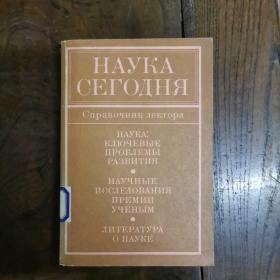 НАУКА
СЕГОДНЯ
Справочник лектора
НАУКА:
КЛЮЧЕВЫЕ
ПРОБЛЕМЫ
РАЗВИТИЯ
НАУЧНЫЕ
ИССЛЕДОВАНИЯ
ПРЕМИИ
УЧЕНЫМ
ЛИТЕРАТУРА
О НАУКЕ